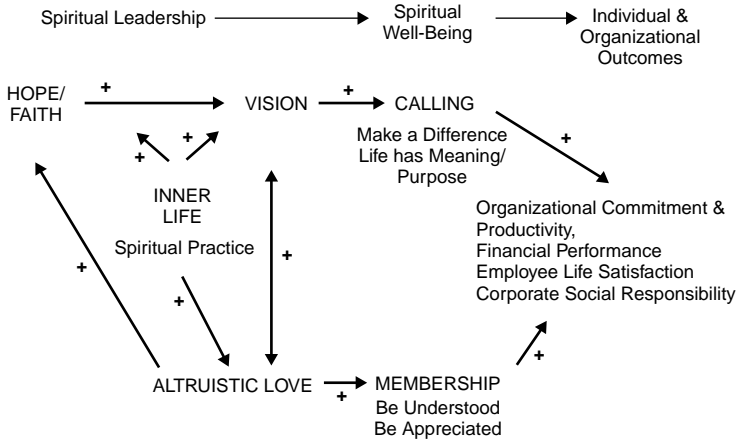 Spiritual Leadership
Spiritual
Well-Being
Individual &
Organizational
Outcomes
HOPE/
FAITH
+
VISION
+
CALLING
Make a Difference
Life has Meaning/
Purpose
+
+
+
INNER
LIFE
Spiritual Practice
+
+
+
Organizational Commitment &
Productivity,
Financial Performance
Employee Life Satisfaction
Corporate Social Responsibility
ALTRUISTIC LOVE
+
MEMBERSHIP
Be Understood
Be Appreciated
+